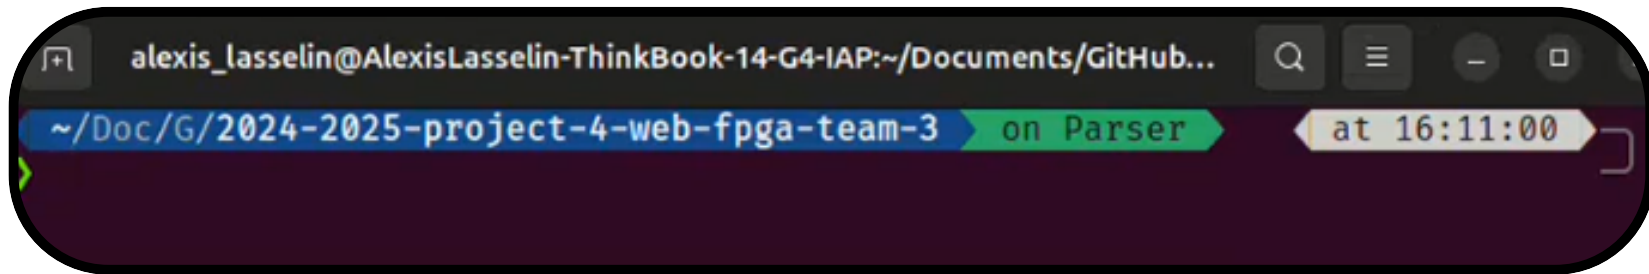 alexis_lasselin@AlexisLasselin-ThinkBook-14-G4-IAP:~/Documents/GitHub...
~/Doc/G/2024-2025-project-4-web-fpga-team-3 on Parser at 16:11:00